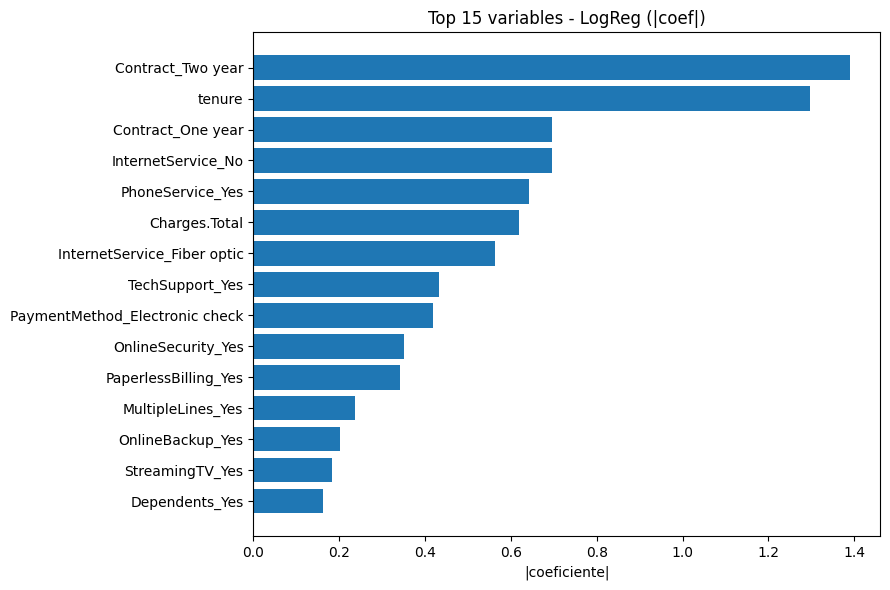 Top 15 variables - LogReg (|coef|)
Contract_Two year
tenure
Contract_One year
InternetService_No
PhoneService_Yes
Charges.Total
InternetService_Fiber optic
TechSupport_Yes
PaymentMethod_Electronic check
OnlineSecurity_Yes
PaperlessBilling_Yes
MultipleLines_Yes
OnlineBackup_Yes
StreamingTV_Yes
Dependents_Yes
0.0 0.2 0.4 0.6 0.8 1.0 1.2 1.4
|coeficiente|